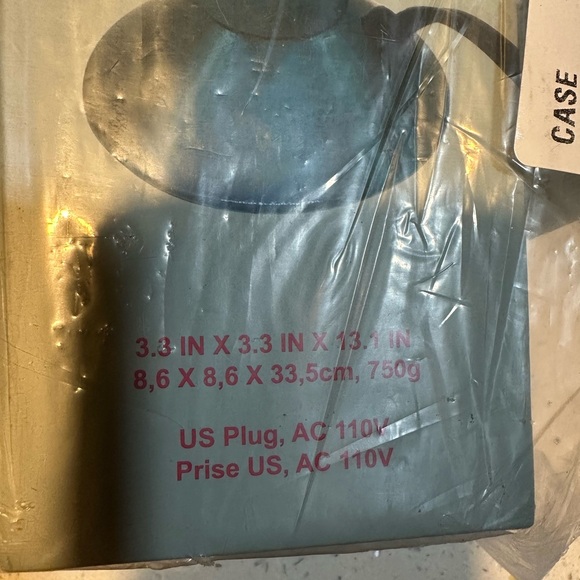 CASE
3.3 IN X 3.3 IN X 13.1 IN
8,6 X 8,6 X 33,5cm, 750g
US Plug, AC 110V
Prise US, AC 110V